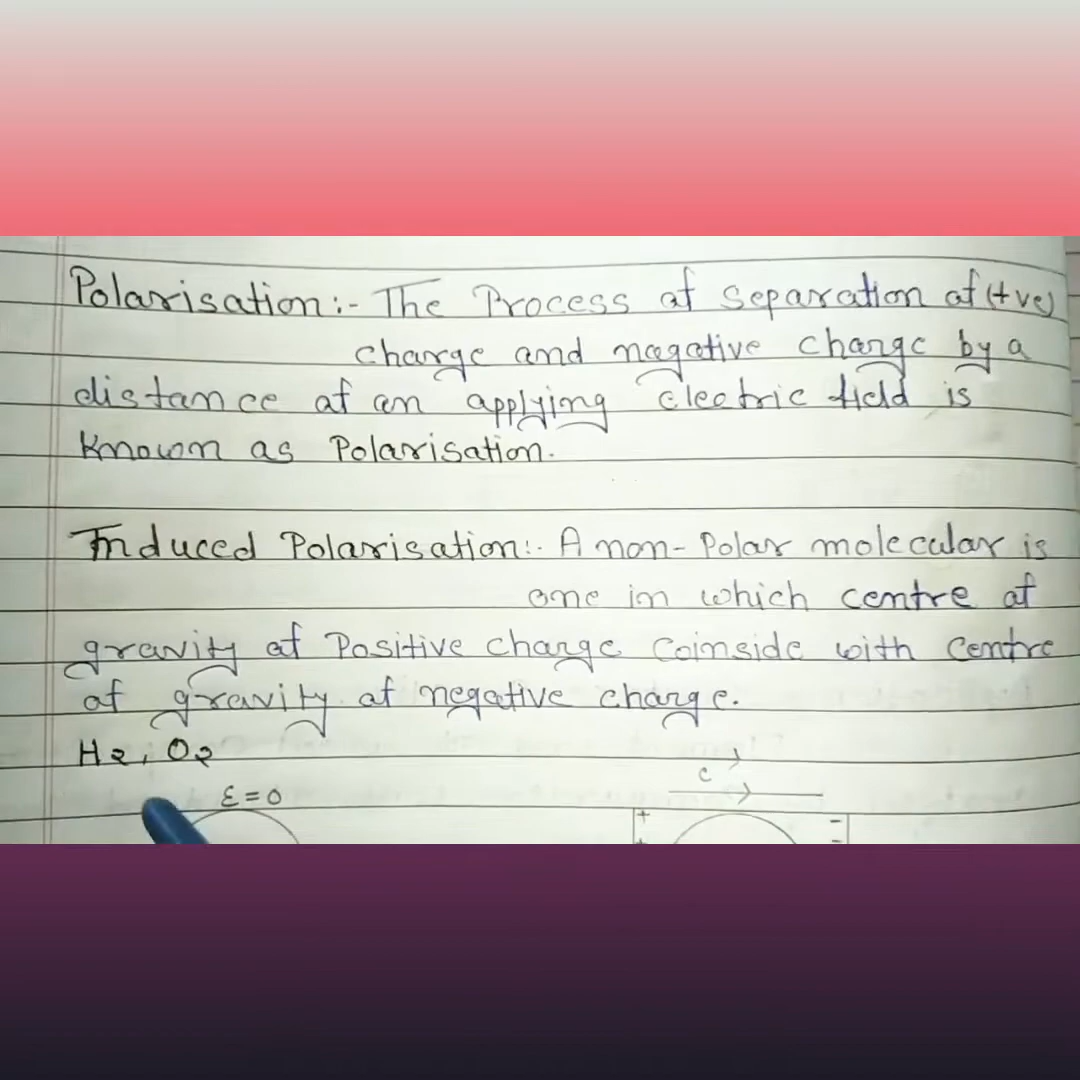 Polarisation:- The Process of separation of (+ve)
charge and nagative charge by a
distance of an applying electric field is
known as Polarisation.
Induced Polarisation:- A non-Polar molecular is
one in which centre of
gravity of Positive charge Coinside with Centre
of gravity of negative charge.
H2, O2
ε=0
+ -
+ -